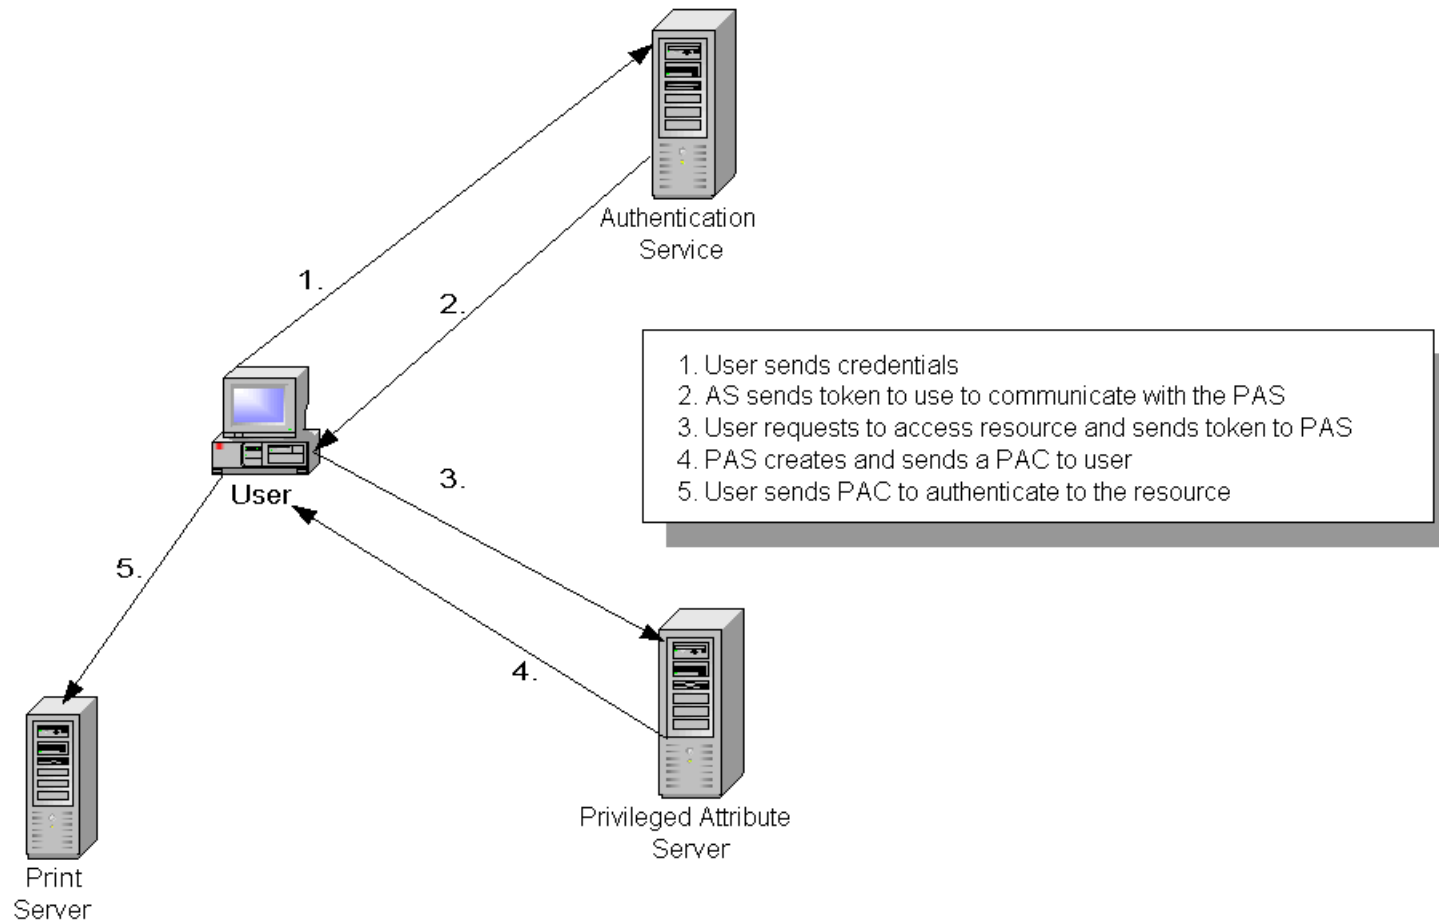 Authentication
Service
1.
2.
1. User sends credentials
2. AS sends token to use to communicate with the PAS
3. User requests to access resource and sends token to PAS
4. PAS creates and sends a PAC to user
5. User sends PAC to authenticate to the resource
User
3.
5.
4.
Privileged Attribute
Server
Print
Server